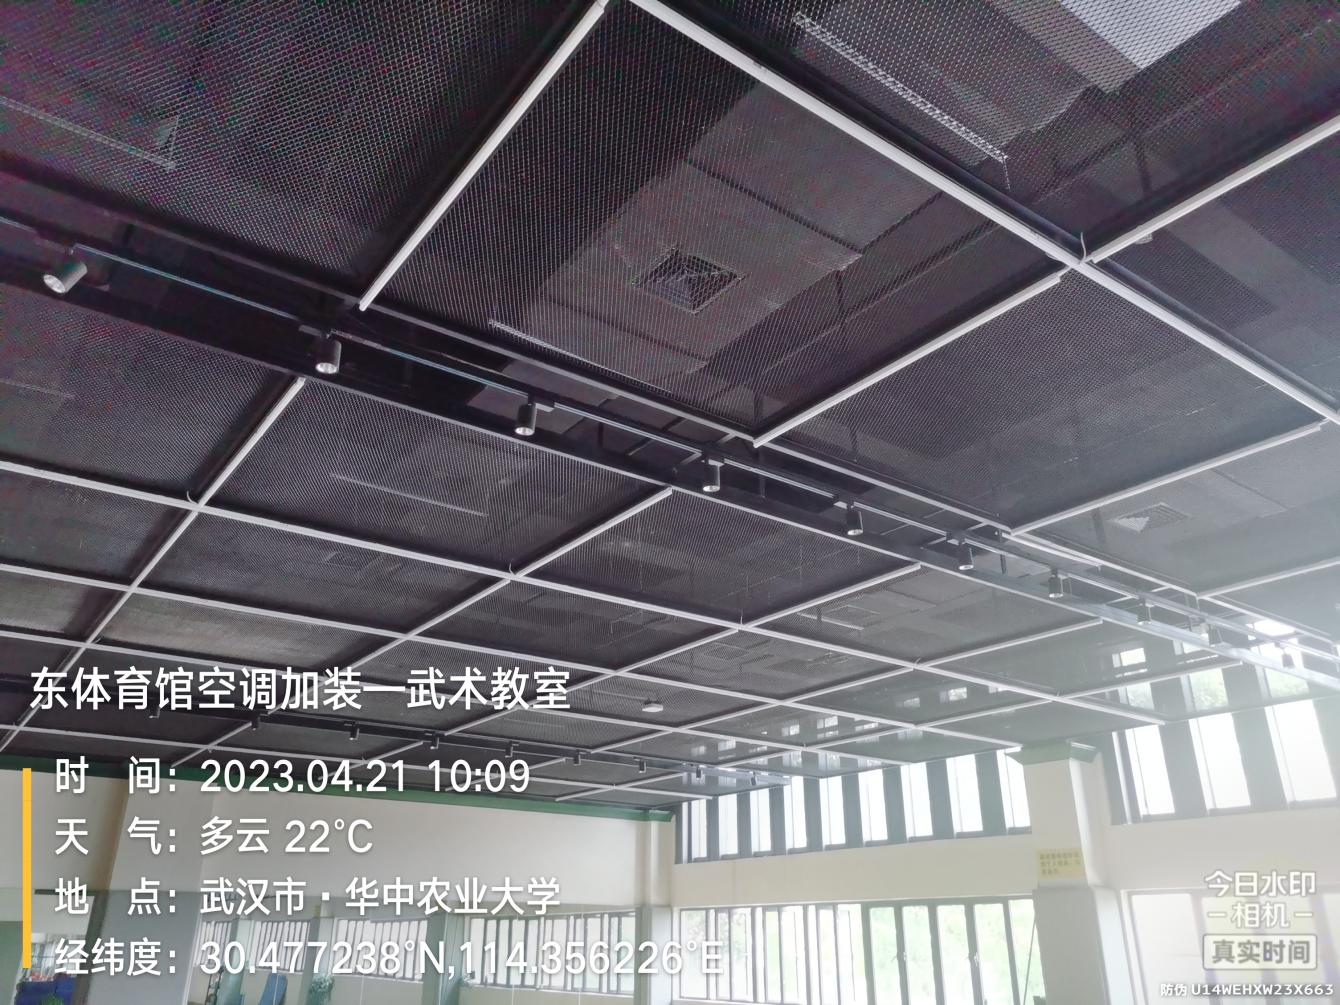 东体育馆空调加装一武术教室
时 间：2023.04.21 10:09
天 气：多云 22℃
地 点：武汉市·华中农业大学
经纬度：30.477238°N,114.356226°E
今日水印
相机
真实时间
防伪 U14WEHXW23X663